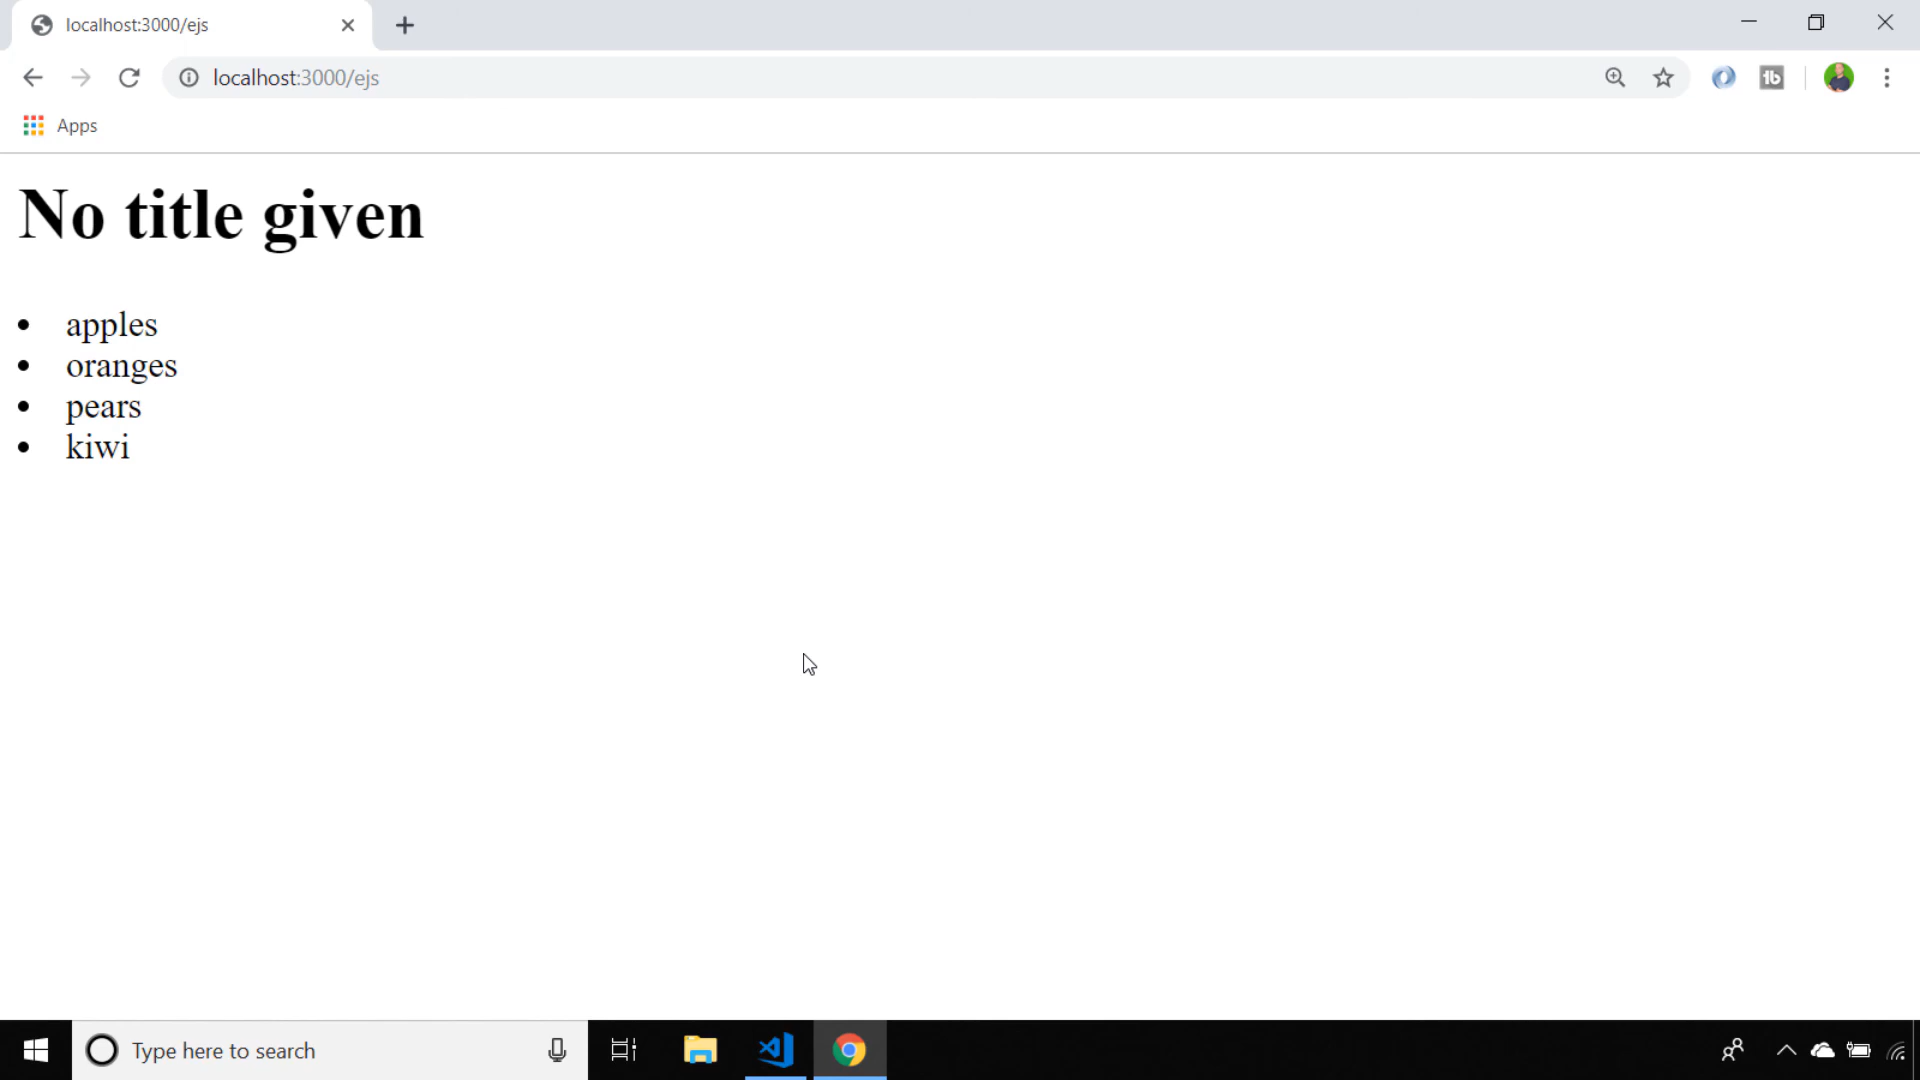 localhost:3000/ejs
localhost:3000/ejs
Apps
No title given
• apples
• oranges
• pears
• kiwi
Type here to search